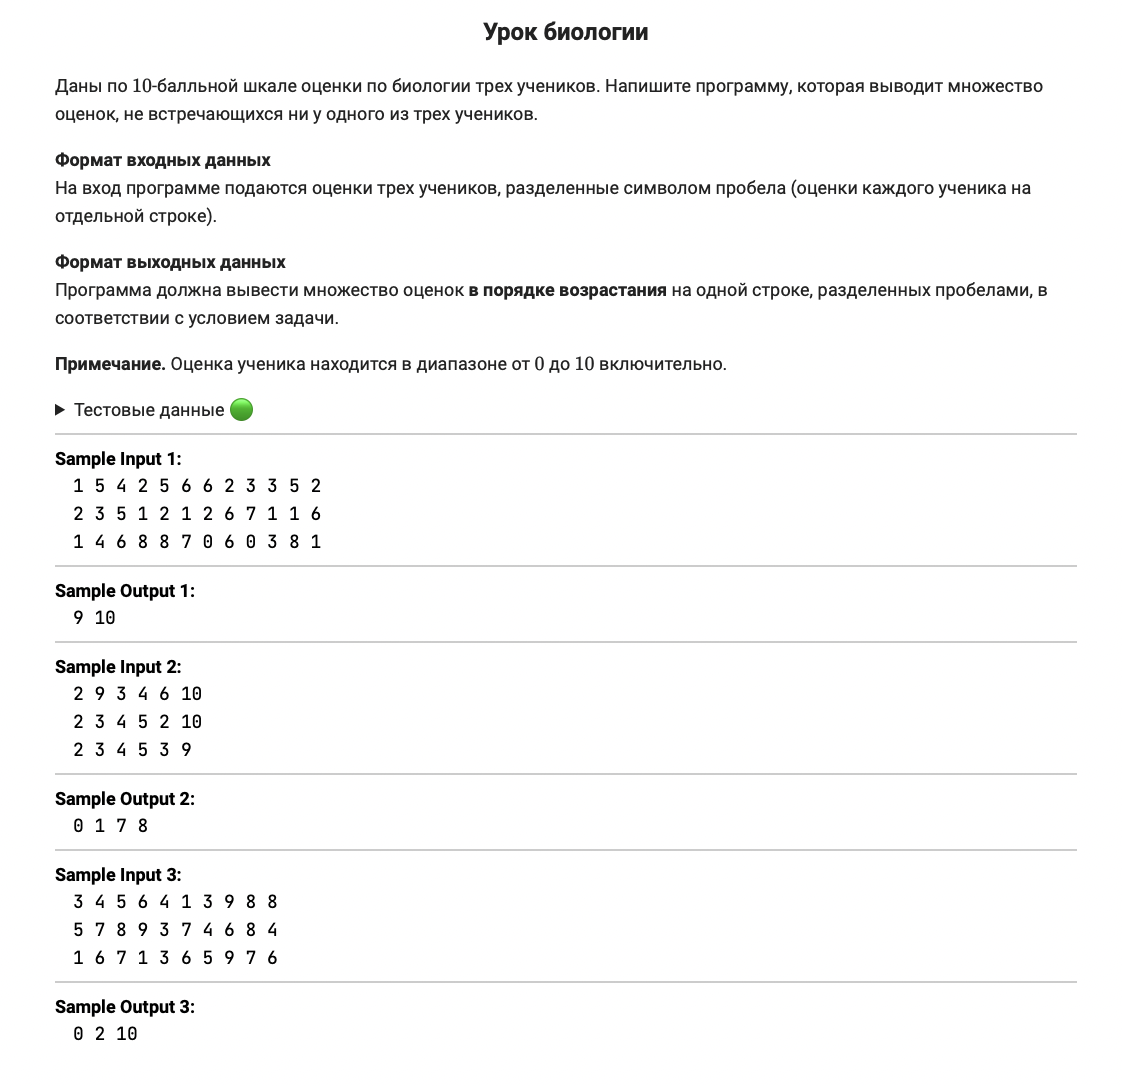 Урок биологии
Даны по 10-балльной шкале оценки по биологии трех учеников. Напишите программу, которая выводит множество
оценок, не встречающихся ни у одного из трех учеников.
Формат входных данных
На вход программе подаются оценки трех учеников, разделенные символом пробела (оценки каждого ученика на
отдельной строке).
Формат выходных данных
Программа должна вывести множество оценок в порядке возрастания на одной строке, разделенных пробелами, в
соответствии с условием задачи.
Примечание. Оценка ученика находится в диапазоне от 0 до 10 включительно.
Тестовые данные
Sample Input 1:
1 5 4 2 5 6 6 2 3 3 5 2
2 3 5 1 2 1 2 6 7 1 1 6
1 4 6 8 8 7 0 6 0 3 8 1
Sample Output 1:
9 10
Sample Input 2:
2 9 3 4 6 10
2 3 4 5 2 10
2 3 4 5 3 9
Sample Output 2:
0 1 7 8
Sample Input 3:
3 4 5 6 4 1 3 9 8 8
5 7 8 9 3 7 4 6 8 4
1 6 7 1 3 6 5 9 7 6
Sample Output 3:
0 2 10